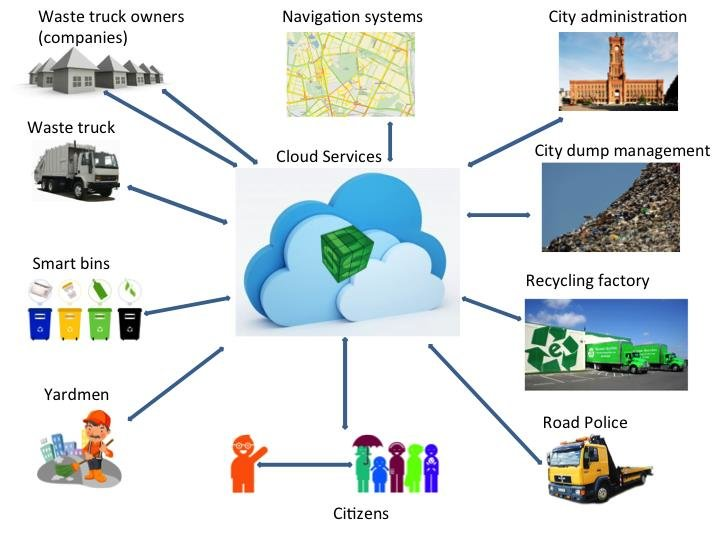 Waste truck owners
(companies)
Navigation systems
City administration
Waste truck
Cloud Services
City dump management
Smart bins
Recycling factory
Yardmen
Road Police
Citizens